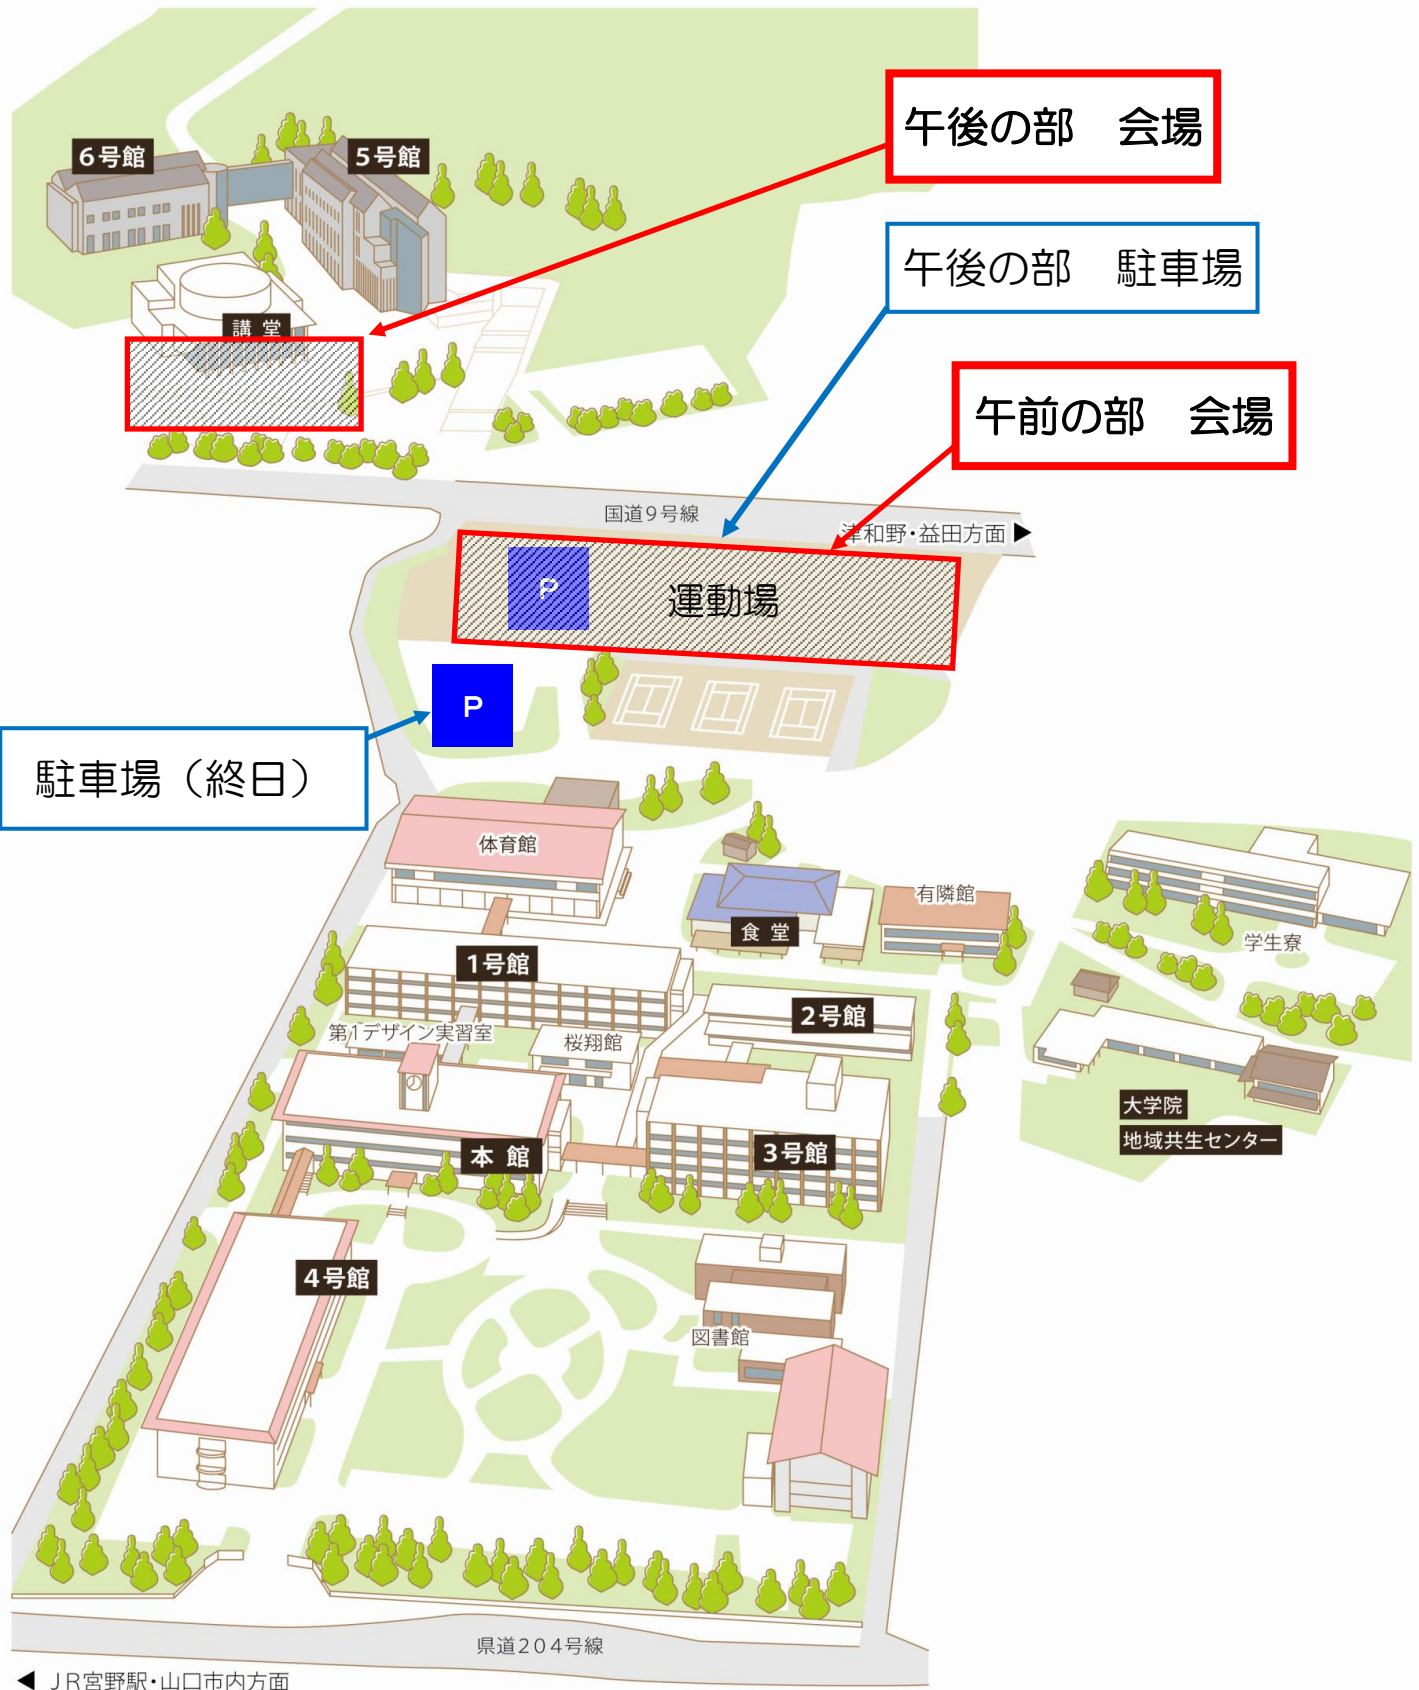 午後の部　会場
6号館
5号館
午後の部　駐車場
講堂
午前の部　会場
国道9号線
津和野・益田方面 ▶
P
運動場
P
駐車場（終日）
体育館
有隣館
食堂
学生寮
1号館
2号館
第1デザイン実習室
桜翔館
大学院
地域共生センター
本館
3号館
4号館
図書館
県道204号線
◀ JR宮野駅・山口市内方面